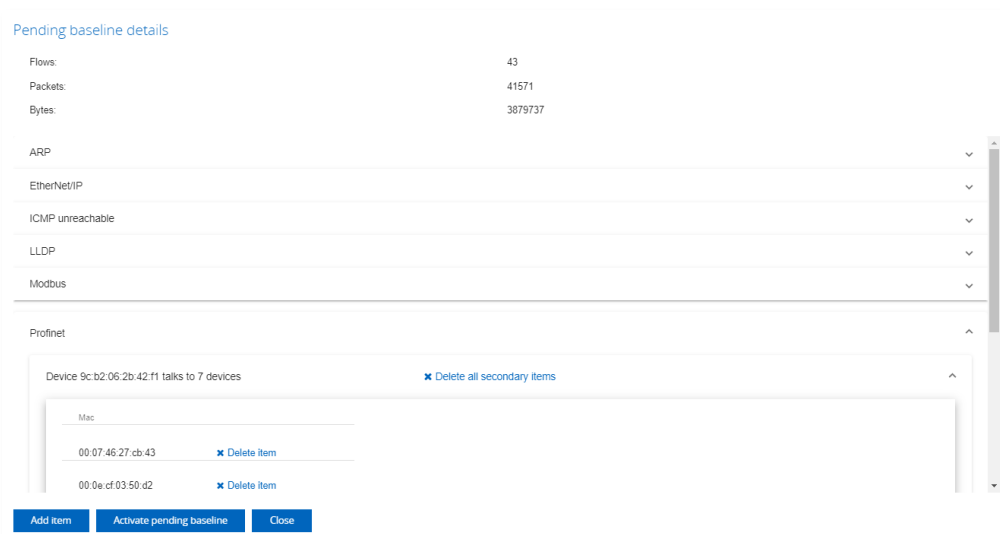 Pending baseline details
Flows: 43
Packets: 41571
Bytes: 3879737
ARP
EtherNet/IP
ICMP unreachable
LLDP
Modbus
Profinet
Device 9c:b2:06:2b:42:f1 talks to 7 devices ✖ Delete all secondary items
Mac
00:07:46:27:cb:43 ✖ Delete item
00:0e:cf:03:50:d2 ✖ Delete item
Add item Activate pending baseline Close